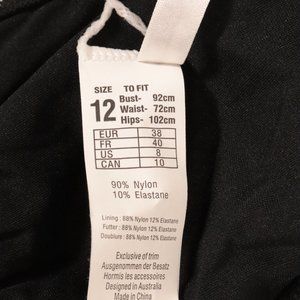 SIZE TO FIT
12 Bust- 92cm
Waist- 72cm
Hips- 102cm
EUR 38
FR 40
US 8
CAN 10
90% Nylon
10% Elastane
Lining : 88% Nylon 12% Elastane
Futter : 88% Nylon 12% Elastane
Doublure : 88% Nylon 12% Elastane
Exclusive of trim
Ausgenommen der Besatz
Hormis les accessoires
Designed in Australia
Made in China